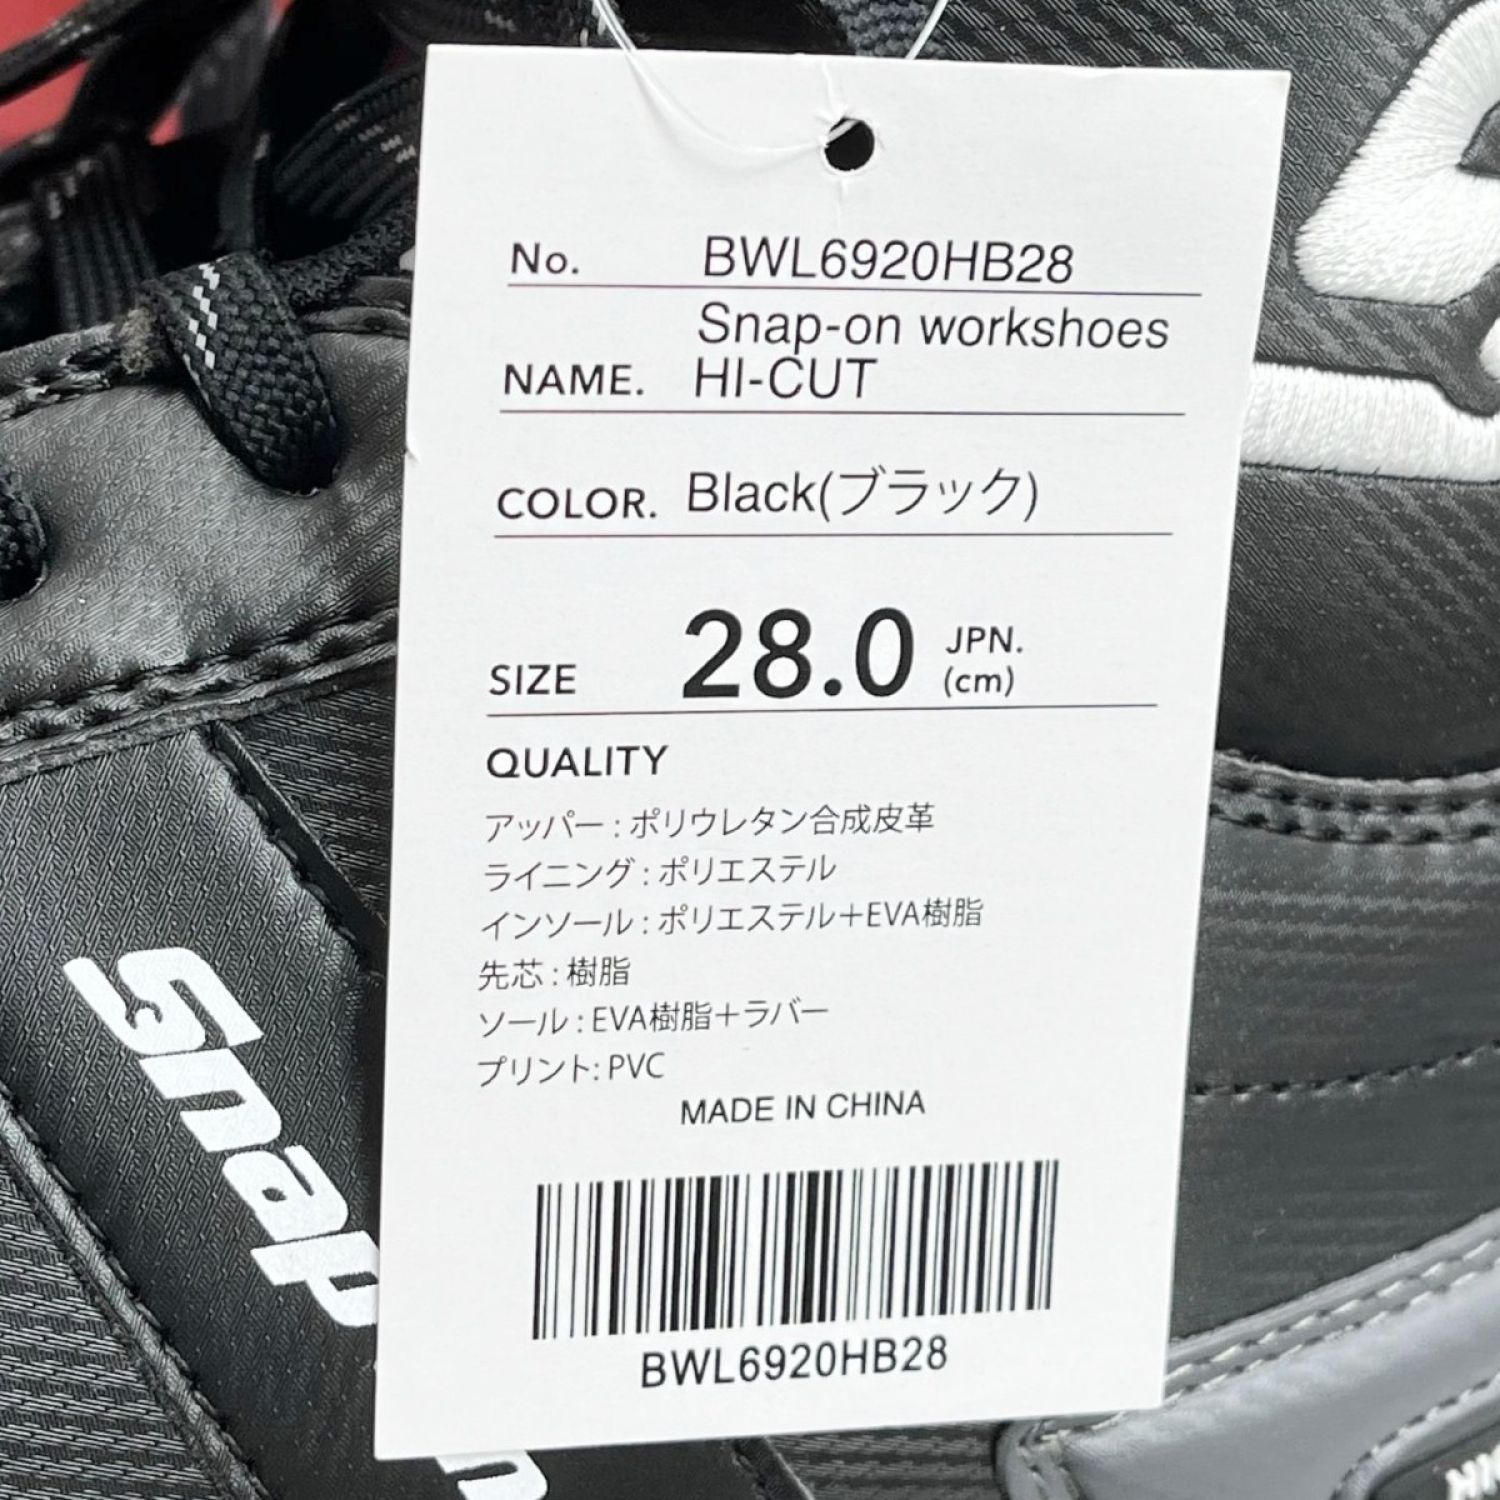 No. BWL6920HB28
Snap-on workshoes
NAME. HI-CUT
COLOR. Black(ブラック)
SIZE 28.0 JPN.
(cm)
QUALITY
アッパー : ポリウレタン合成皮革
ライニング : ポリエステル
インソール : ポリエステル＋EVA樹脂
先芯 : 樹脂
ソール : EVA樹脂＋ラバー
プリント: PVC
MADE IN CHINA
BWL6920HB28
Snap